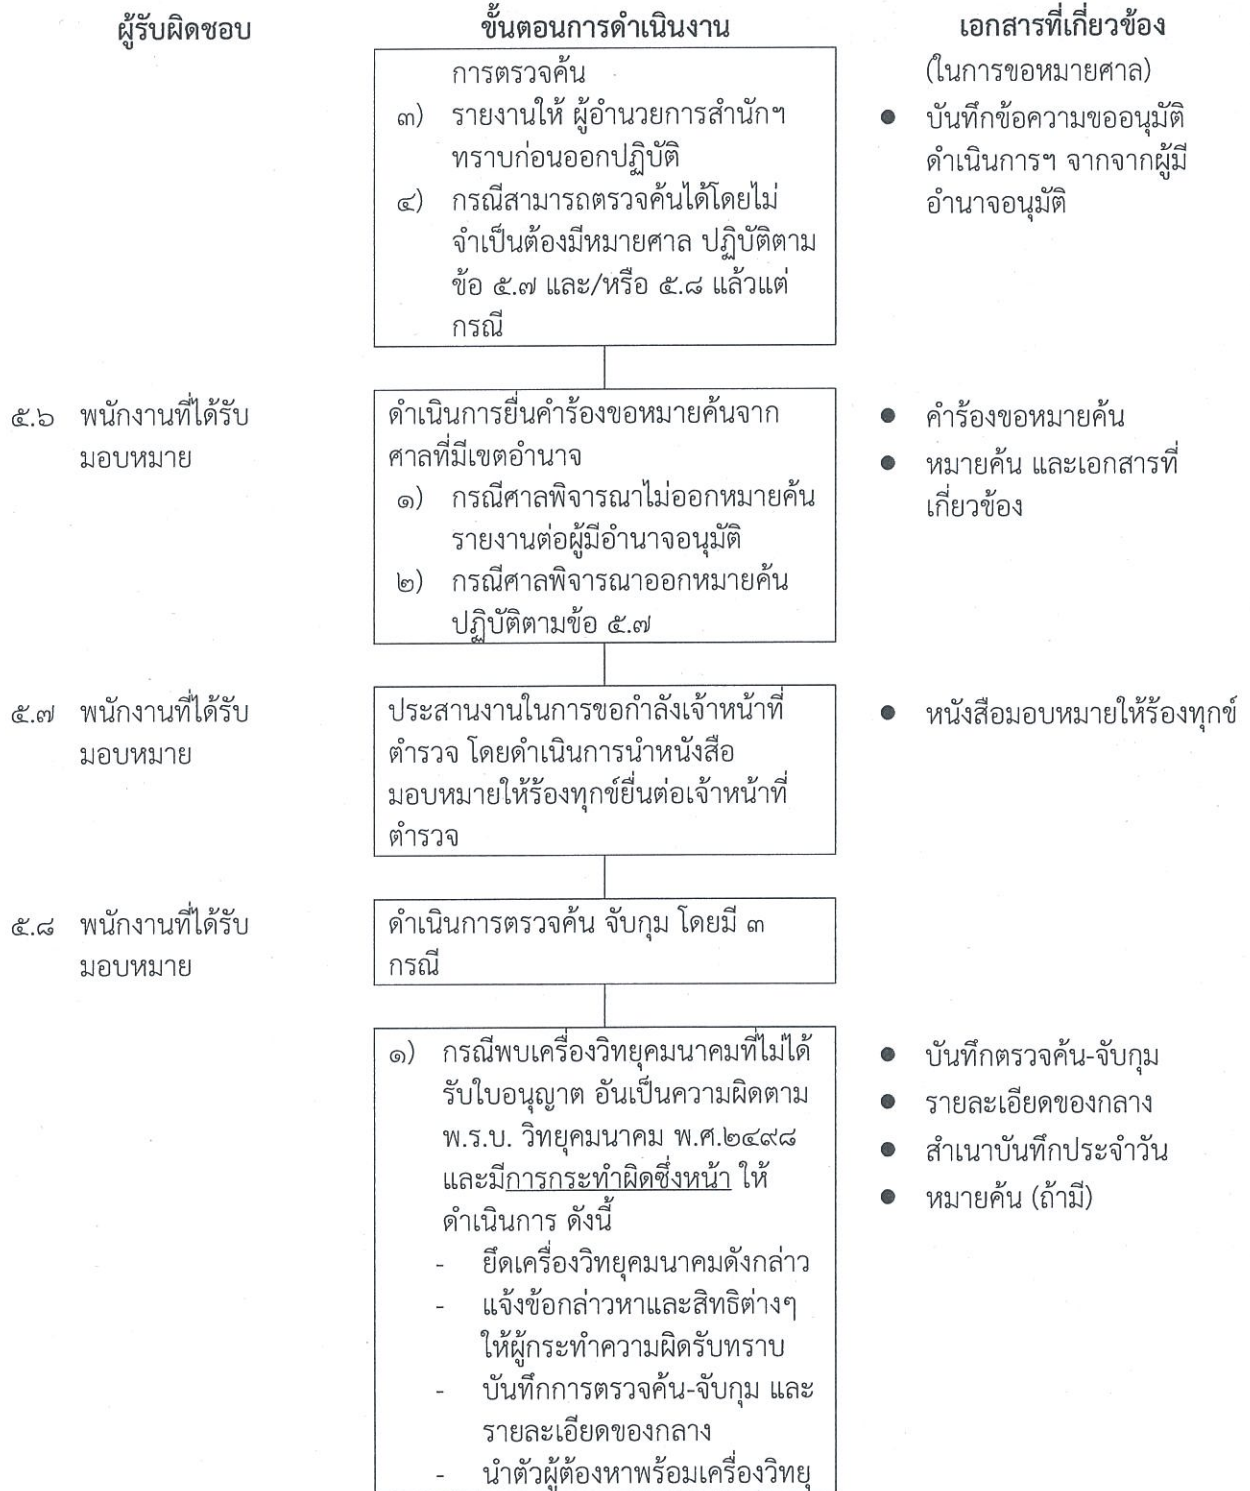 ผู้รับผิดชอบ
ขั้นตอนการดำเนินงาน
เอกสารที่เกี่ยวข้อง
การตรวจค้น
๓) รายงานให้ ผู้อำนวยการสำนักฯ
ทราบก่อนออกปฏิบัติ
๔) กรณีสามารถตรวจค้นได้โดยไม่
จำเป็นต้องมีหมายศาล ปฏิบัติตาม
ข้อ ๕.๗ และ/หรือ ๕.๘ แล้วแต่
กรณี
(ในการขอหมายศาล)
● บันทึกข้อความขออนุมัติ
ดำเนินการฯ จากจากผู้มี
อำนาจอนุมัติ
๕.๖ พนักงานที่ได้รับ
มอบหมาย
ดำเนินการยื่นคำร้องขอหมายค้นจาก
ศาลที่มีเขตอำนาจ
๑) กรณีศาลพิจารณาไม่ออกหมายค้น
รายงานต่อผู้มีอำนาจอนุมัติ
๒) กรณีศาลพิจารณาออกหมายค้น
ปฏิบัติตามข้อ ๕.๗
● คำร้องขอหมายค้น
● หมายค้น และเอกสารที่
เกี่ยวข้อง
๕.๗ พนักงานที่ได้รับ
มอบหมาย
ประสานงานในการขอกำลังเจ้าหน้าที่
ตำรวจ โดยดำเนินการนำหนังสือ
มอบหมายให้ร้องทุกข์ยื่นต่อเจ้าหน้าที่
ตำรวจ
● หนังสือมอบหมายให้ร้องทุกข์
๕.๘ พนักงานที่ได้รับ
มอบหมาย
ดำเนินการตรวจค้น จับกุม โดยมี ๓
กรณี
๑) กรณีพบเครื่องวิทยุคมนาคมที่ไม่ได้
รับใบอนุญาต อันเป็นความผิดตาม
พ.ร.บ. วิทยุคมนาคม พ.ศ.๒๔๙๘
และมีการกระทำผิดซึ่งหน้า ให้
ดำเนินการ ดังนี้
- ยึดเครื่องวิทยุคมนาคมดังกล่าว
- แจ้งข้อกล่าวหาและสิทธิต่างๆ
ให้ผู้กระทำความผิดรับทราบ
- บันทึกการตรวจค้น-จับกุม และ
รายละเอียดของกลาง
- นำตัวผู้ต้องหาพร้อมเครื่องวิทยุ
● บันทึกตรวจค้น-จับกุม
● รายละเอียดของกลาง
● สำเนาบันทึกประจำวัน
● หมายค้น (ถ้ามี)